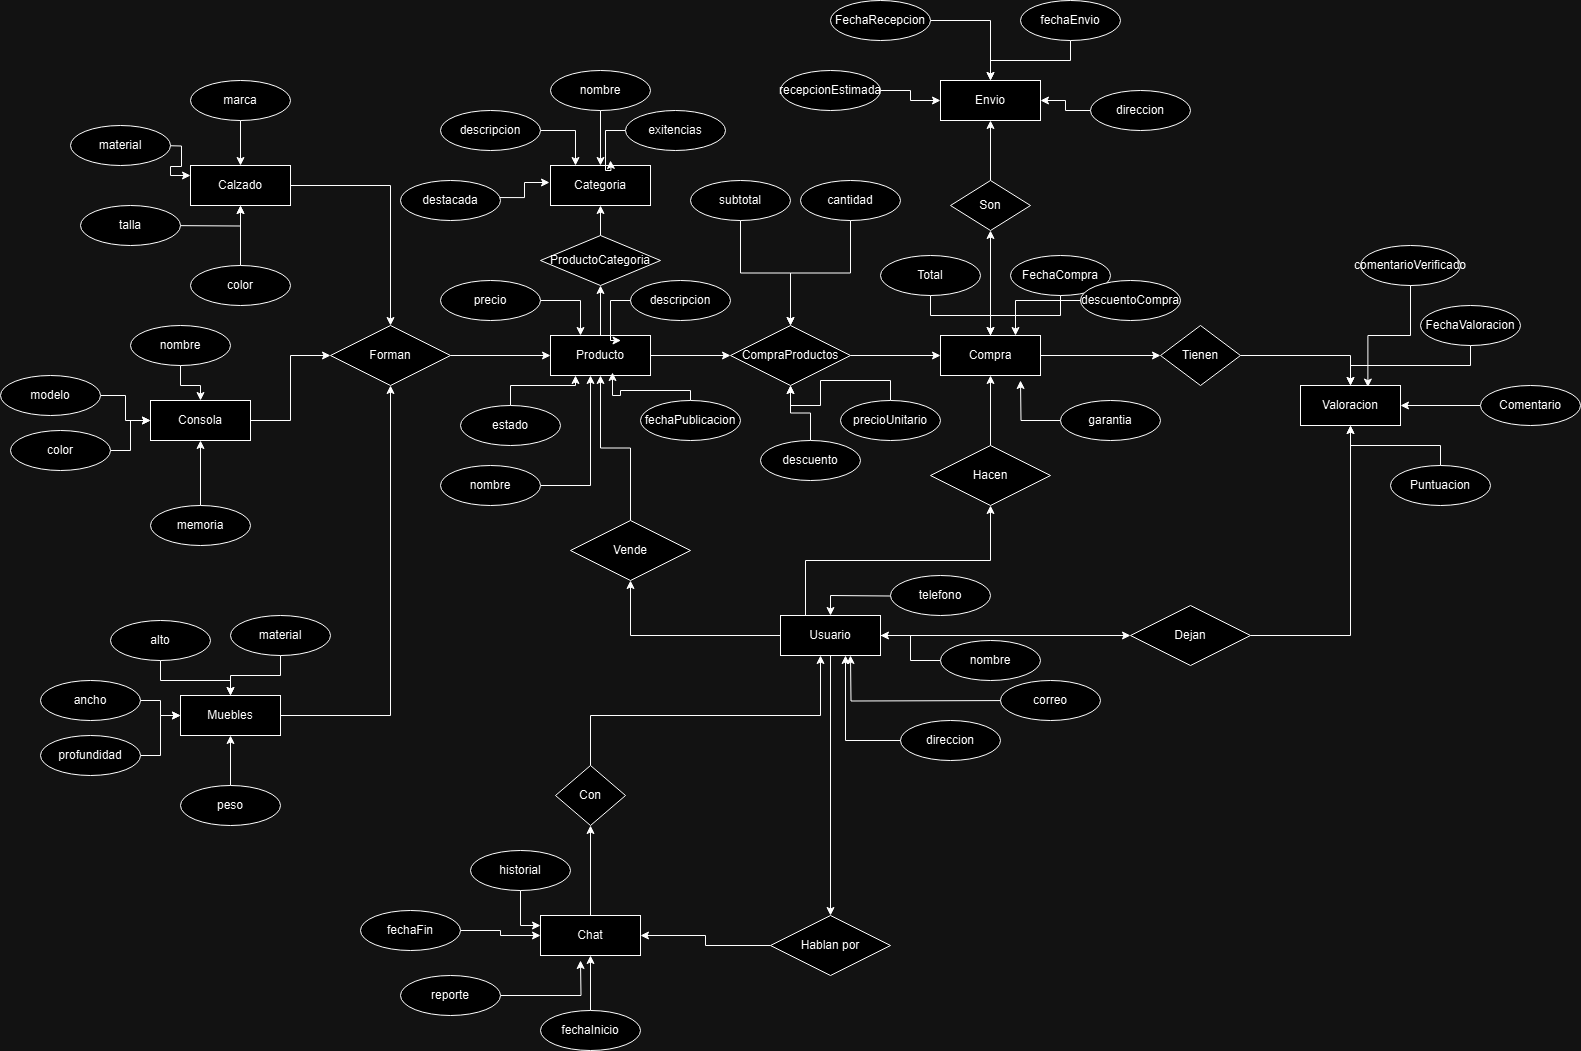 FechaRecepcion
fechaEnvio
recepcionEstimada
Envio
direccion
marca
material
Calzado
talla
color
nombre
descripcion
exitencias
destacada
Categoria
ProductoCategoria
subtotal
cantidad
Son
Total
FechaCompra
descuentoCompra
comentarioVerificado
FechaValoracion
precio
descripcion
nombre
Forman
Producto
CompraProductos
Compra
Tienen
modelo
Consola
color
memoria
estado
fechaPublicacion
precioUnitario
garantia
descuento
Valoracion
Comentario
nombre
Hacen
Puntuacion
Vende
telefono
Usuario
Dejan
nombre
correo
direccion
alto
material
ancho
Muebles
profundidad
peso
Con
historial
fechaFin
Chat
Hablan por
reporte
fechaInicio